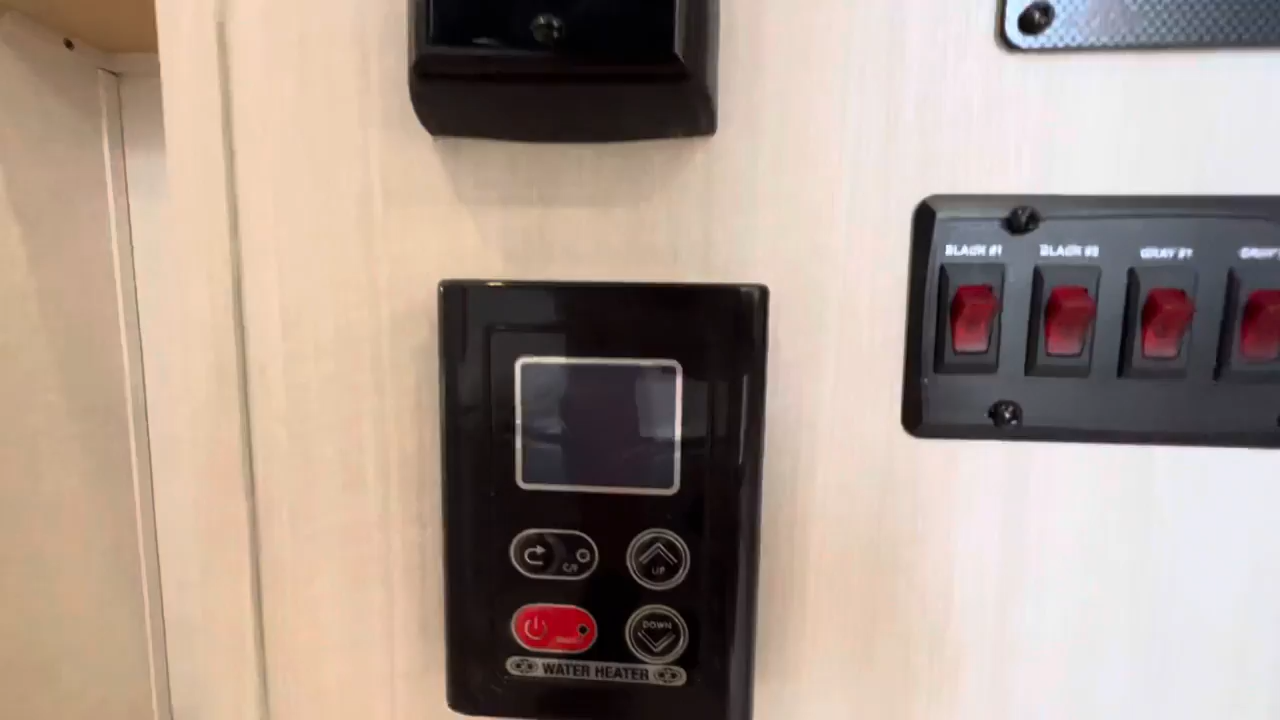 BLACK #1
BLACK #2
GRAY #1
C/F
UP
DOWN
WATER HEATER